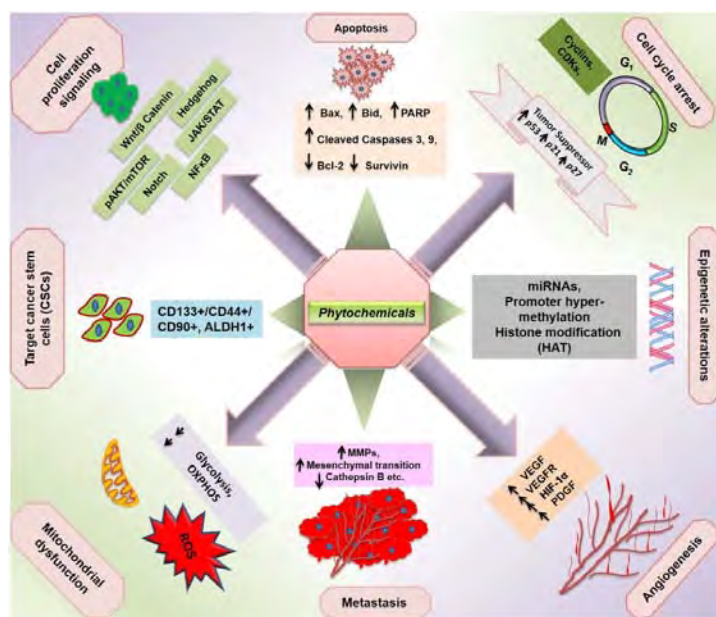 Apoptosis
Cell
proliferation
signaling
Wnt/β Catenin
Hedgehog
JAK/STAT
pAKT/mTOR
Notch
NFκB
↑ Bax, ↑ Bid, ↑ PARP
↑ Cleaved Caspases 3, 9,
↓ Bcl-2 ↓ Survivin
Cyclins,
CDKs,
Cell cycle arrest
G1
S
G2
M
Tumor Suppressor
↑ p53 ↑ p21 ↑ p27
Target cancer stem
cells (CSCs)
CD133+/CD44+/
CD90+, ALDH1+
Phytochemicals
miRNAs,
Promoter hyper-
methylation
Histone modification
(HAT)
Epigenetic alterations
Mitochondrial
dysfunction
Glycolysis,
OXPHOS
ROS
↑ MMPs,
↑ Mesenchymal transition
↓ Cathepsin B etc.
Metastasis
↑ VEGF
↑ VEGFR
↑ HIF-1α
↑ PDGF
Angiogenesis